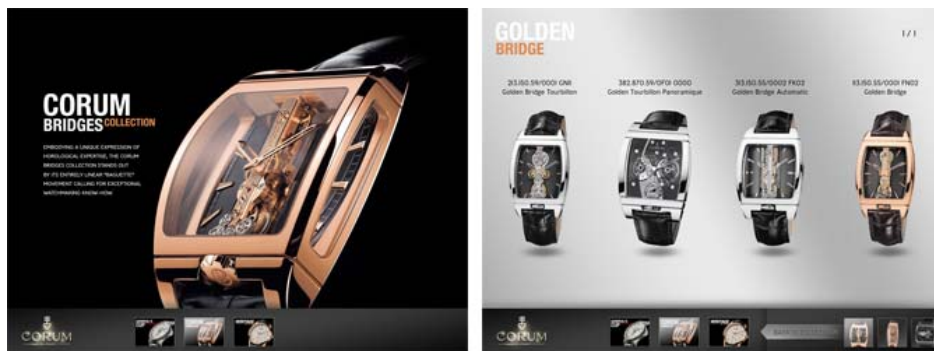 CORUM
BRIDGES COLLECTION
EMBODYING A UNIQUE EXPRESSION OF
HOROLOGICAL EXPERTISE, THE CORUM
BRIDGES COLLECTION STANDS OUT
BY ITS ENTIRELY LINEAR "BAGUETTE"
MOVEMENT CALLING FOR EXCEPTIONAL
WATCHMAKING KNOW-HOW
CORUM
GOLDEN
BRIDGE
1/1
Golden Bridge Tourbillon
Golden Tourbillon Panoramique
Golden Bridge Automatic
Golden Bridge
CORUM